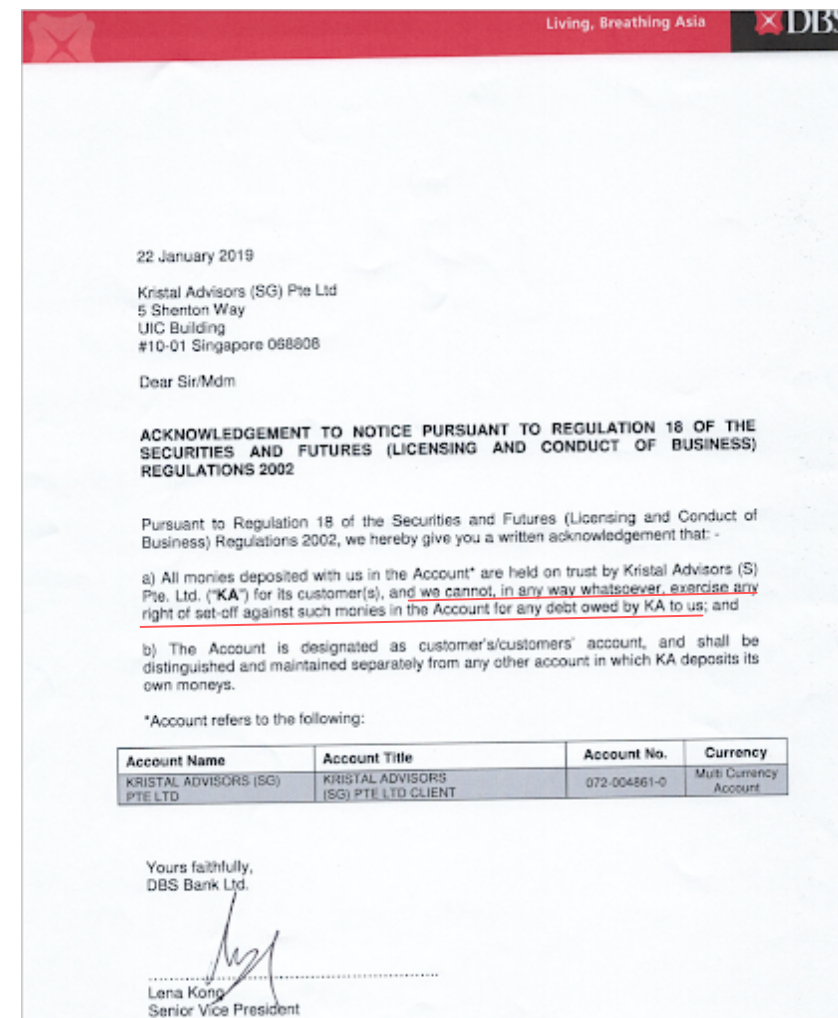 Living, Breathing Asia
DBS
22 January 2019
Kristal Advisors (SG) Pte Ltd
5 Shenton Way
UIC Building
#10-01 Singapore 068808
Dear Sir/Mdm
ACKNOWLEDGEMENT TO NOTICE PURSUANT TO REGULATION 18 OF THE
SECURITIES AND FUTURES (LICENSING AND CONDUCT OF BUSINESS)
REGULATIONS 2002
Pursuant to Regulation 18 of the Securities and Futures (Licensing and Conduct of
Business) Regulations 2002, we hereby give you a written acknowledgement that: -
a) All monies deposited with us in the Account* are held on trust by Kristal Advisors (S)
Pte. Ltd. ("KA") for its customer(s), and we cannot, in any way whatsoever, exercise any
right of set-off against such monies in the Account for any debt owed by KA to us; and
b) The Account is designated as customer's/customers' account, and shall be
distinguished and maintained separately from any other account in which KA deposits its
own moneys.
*Account refers to the following:
Account Name Account Title Account No. Currency
KRISTAL ADVISORS (SG) KRISTAL ADVISORS 072-004861-0 Multi Currency
PTE LTD (SG) PTE LTD CLIENT Account
Yours faithfully,
DBS Bank Ltd.
Lena Kong
Senior Vice President